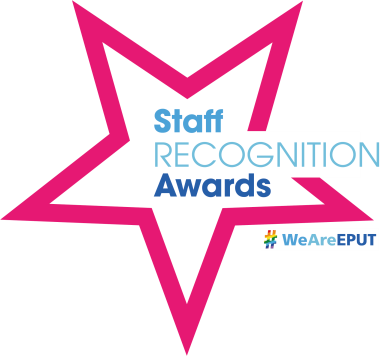 Staff
RECOGNITION
Awards
#WeAreEPUT